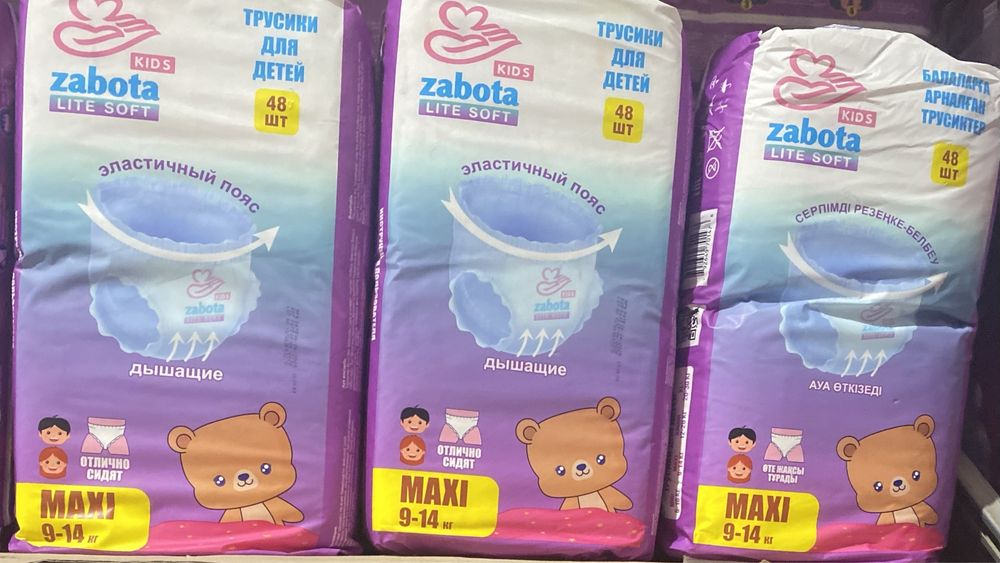 KIDS
zabota
LITE SOFT
ТРУСИКИ
ДЛЯ
ДЕТЕЙ
48
ШТ
эластичный пояс
KIDS
zabota
дышащие
ОТЛИЧНО
СИДЯТ
MAXI
9-14 кг
KIDS
zabota
LITE SOFT
ТРУСИКИ
ДЛЯ
ДЕТЕЙ
48
ШТ
эластичный пояс
KIDS
zabota
дышащие
ОТЛИЧНО
СИДЯТ
MAXI
9-14 кг
KIDS
zabota
LITE SOFT
БАЛАЛАРҒА
АРНАЛҒАН
ТРУСИКТЕР
48
ШТ
СЕРПІМДІ РЕЗЕҢКЕ-БЕЛБЕУ
zabota
АУА ӨТКІЗЕДІ
ӨТЕ ЖАҚСЫ
ТҰРАДЫ
MAXI
9-14 кг